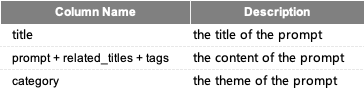 Column Name Description
title the title of the prompt
prompt + related_titles + tags the content of the prompt
category the theme of the prompt